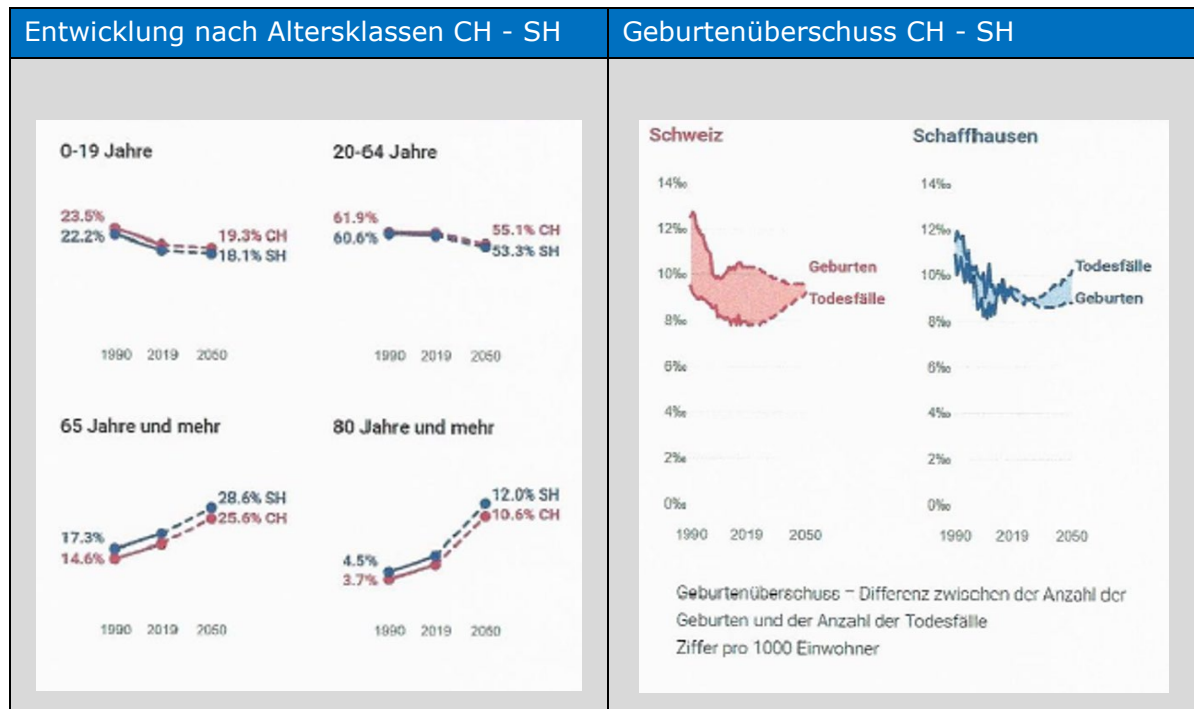 Entwicklung nach Altersklassen CH - SH
0-19 Jahre
20-64 Jahre
23.5%
22.2%
19.3% CH
18.1% SH
61.9%
60.6%
55.1% CH
53.3% SH
1990 2019 2050
1990 2019 2050
65 Jahre und mehr
80 Jahre und mehr
17.3%
14.6%
28.6% SH
25.6% CH
4.5%
3.7%
12.0% SH
10.6% CH
1990 2019 2050
1990 2019 2050
Geburtenüberschuss CH - SH
Schweiz
14‰
12‰
10‰
8‰
6‰
4‰
2‰
0‰
Geburten
Todesfälle
1990 2019 2050
Schaffhausen
14‰
12‰
10‰
8‰
6‰
4‰
2‰
0‰
Todesfälle
Geburten
1990 2019 2050
Geburtenüberschuss = Differenz zwischen der Anzahl der
Geburten und der Anzahl der Todesfälle
Ziffer pro 1000 Einwohner